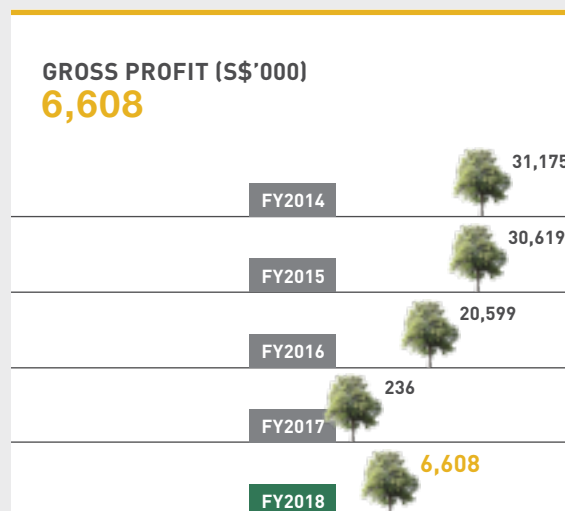 GROSS PROFIT (S$'000)
6,608
31,175
FY2014
30,619
FY2015
20,599
FY2016
236
FY2017
6,608
FY2018